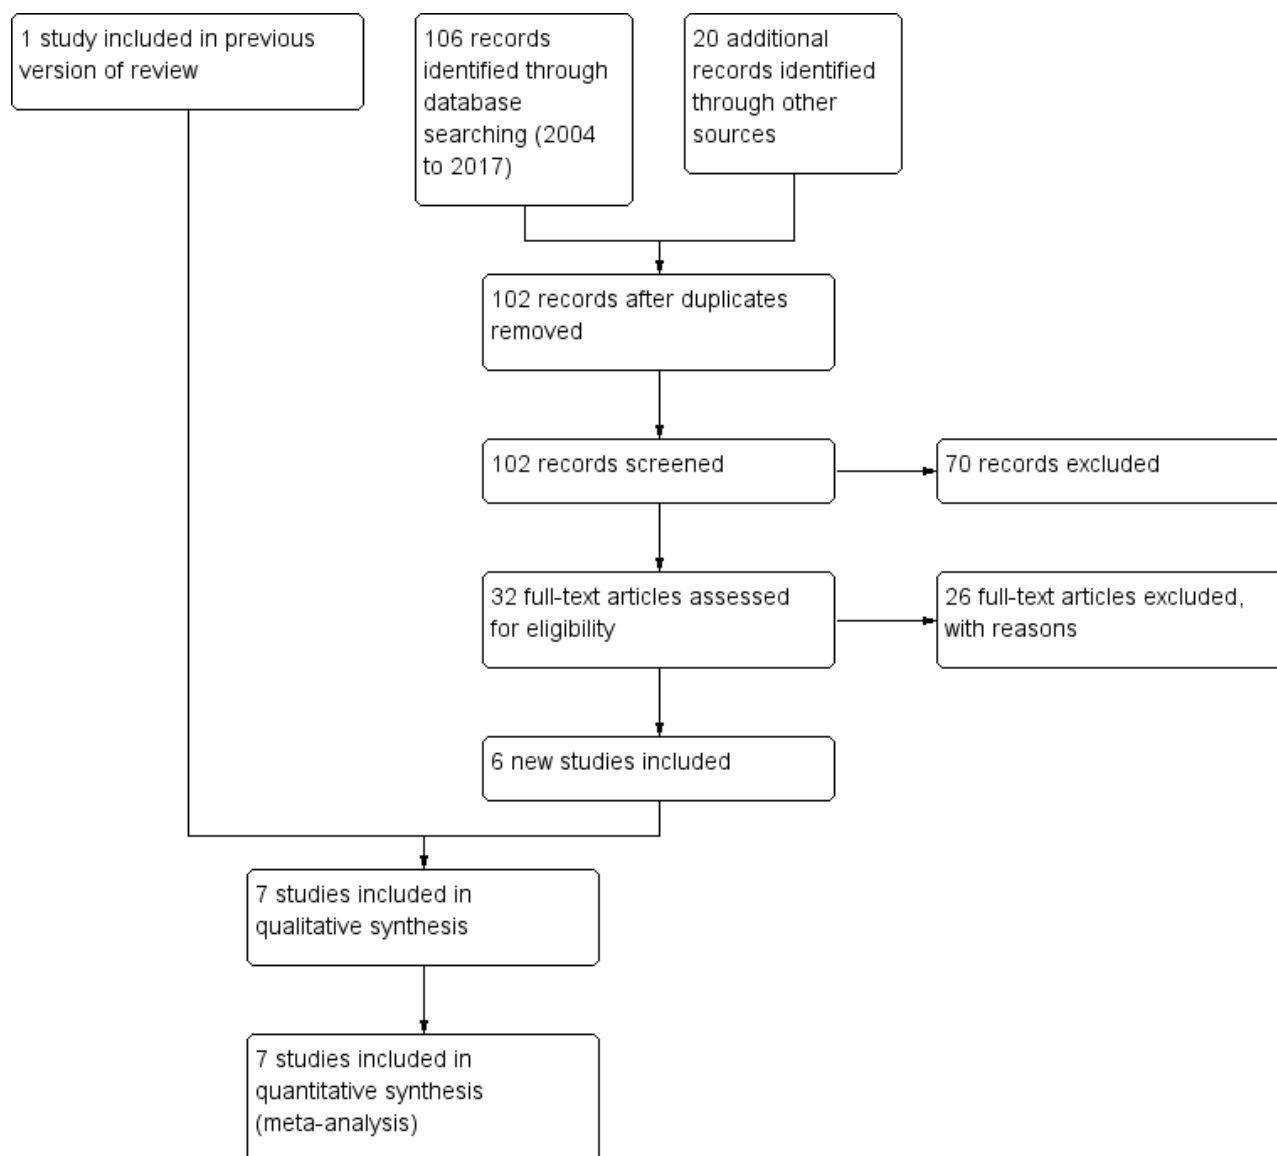 1 study included in previous
version of review
106 records
identified through
database
searching (2004
to 2017)
20 additional
records identified
through other
sources
102 records after duplicates
removed
102 records screened
70 records excluded
32 full-text articles assessed
for eligibility
26 full-text articles excluded,
with reasons
6 new studies included
7 studies included in
qualitative synthesis
7 studies included in
quantitative synthesis
(meta-analysis)